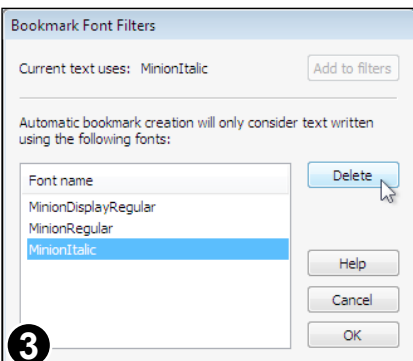 Bookmark Font Filters
Current text uses: MinionItalic
Add to filters
Automatic bookmark creation will only consider text written
using the following fonts:
Font name
Delete
MinionDisplayRegular
MinionRegular
MinionItalic
Help
Cancel
OK
3